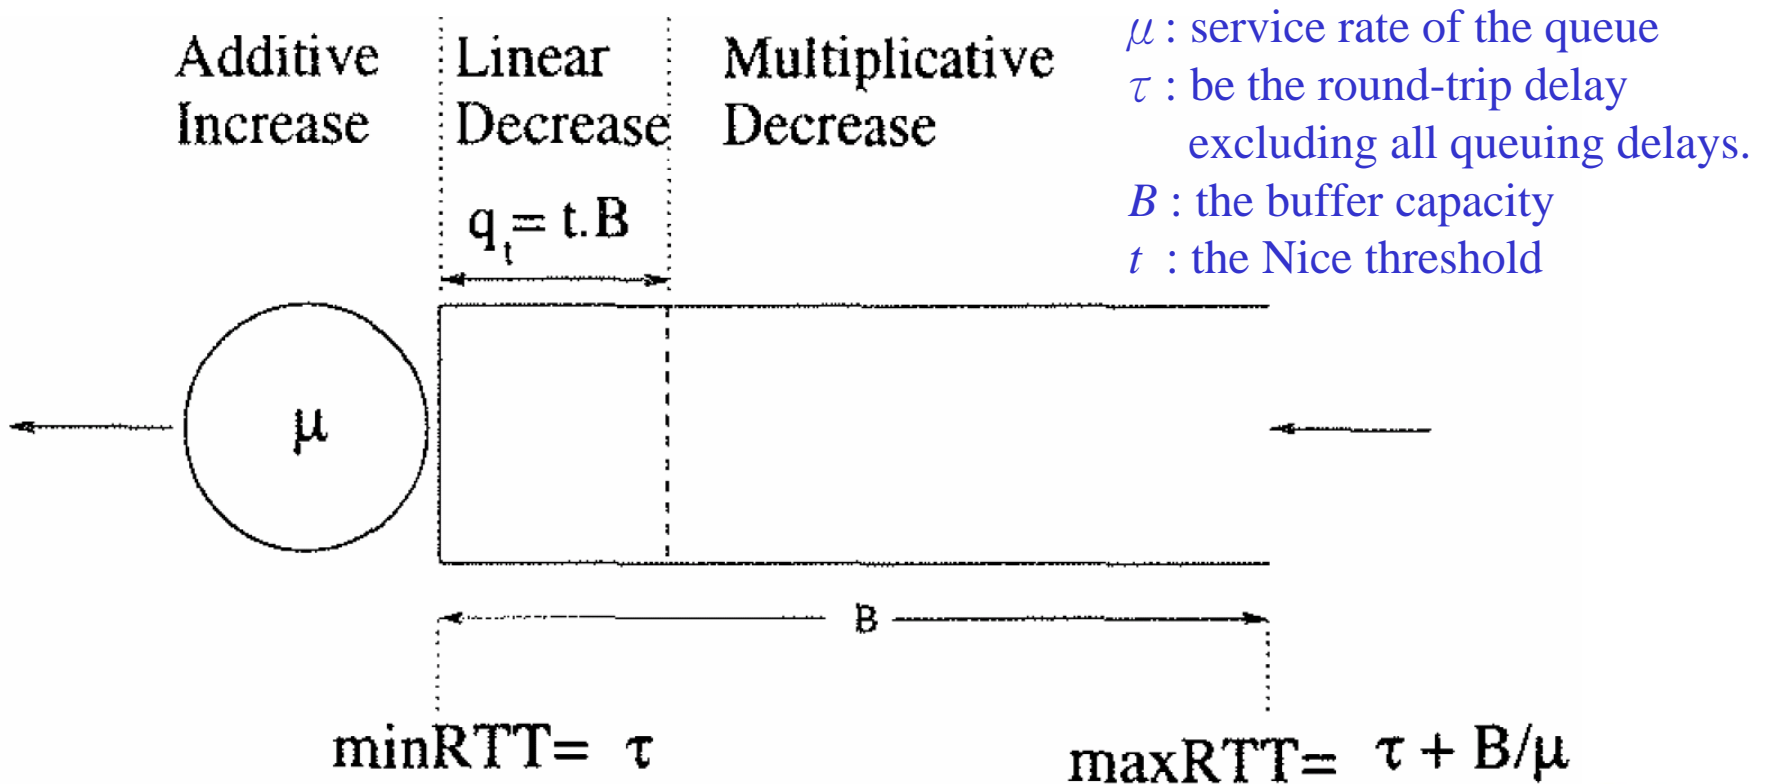 Additive
Increase
Linear
Decrease
Multiplicative
Decrease
μ : service rate of the queue
τ : be the round-trip delay
excluding all queuing delays.
B : the buffer capacity
t : the Nice threshold
qt= t.B
μ
B
minRTT= τ
maxRTT= τ + B/μ